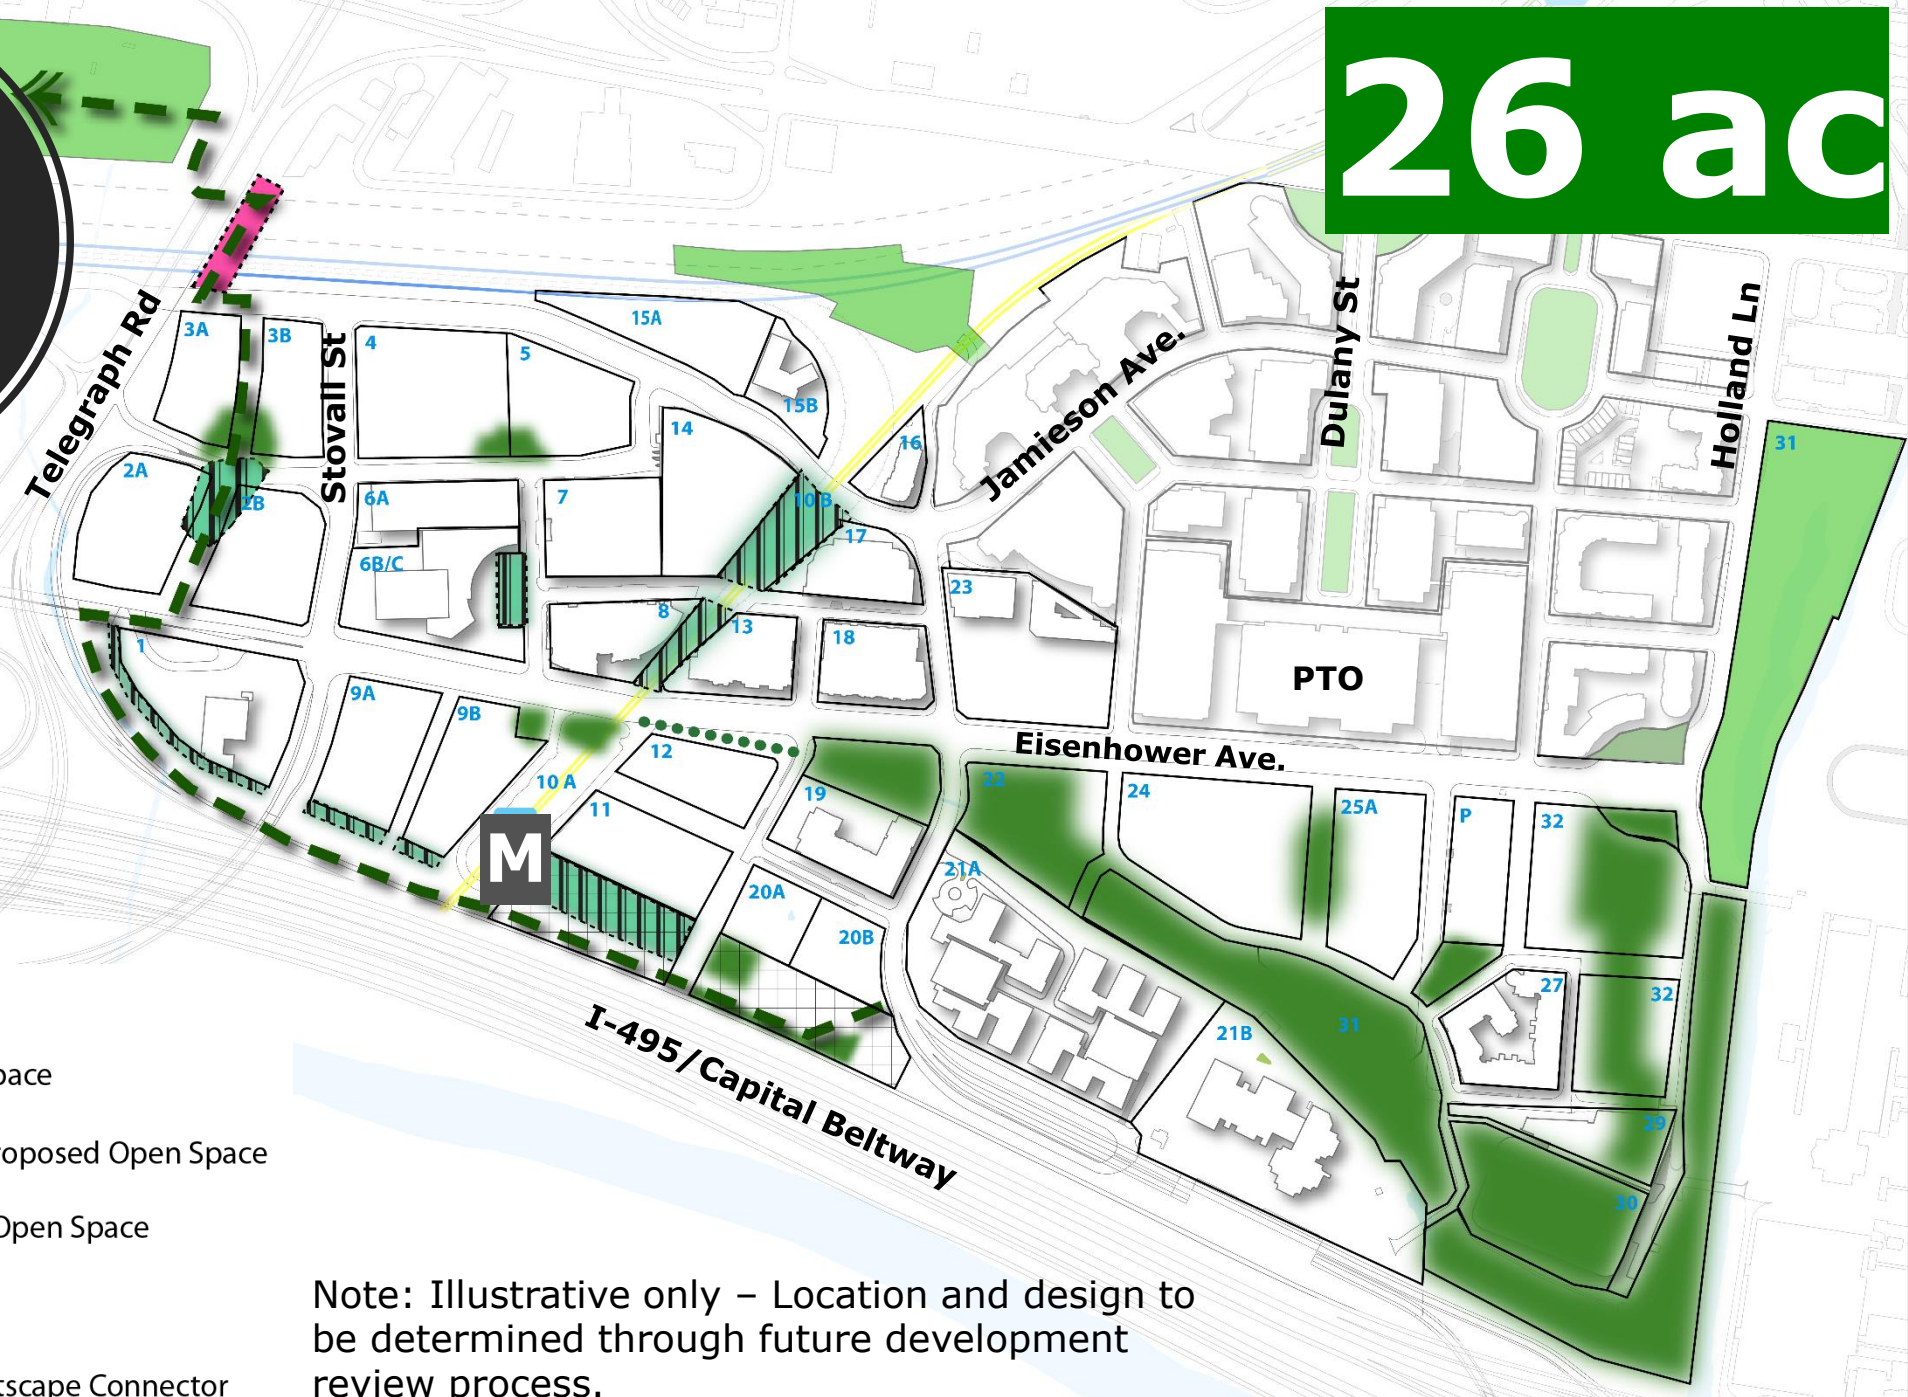 26 ac
Telegraph Rd
Stovall St
Jamieson Ave.
Dulany St
Holland Ln
3A
3B
4
5
15A
15B
14
16
31
2A
2B
6A
6B/C
7
10 B
17
8
13
18
23
PTO
1
9A
9B
10 A
12
11
Eisenhower Ave.
19
22
24
25A
P
32
M
21A
20A
20B
27
32
31
21B
29
30
I-495/Capital Beltway
Proposed Open Space
Open Space
Connector
Note: Illustrative only – Location and design to
be determined through future development
review process.